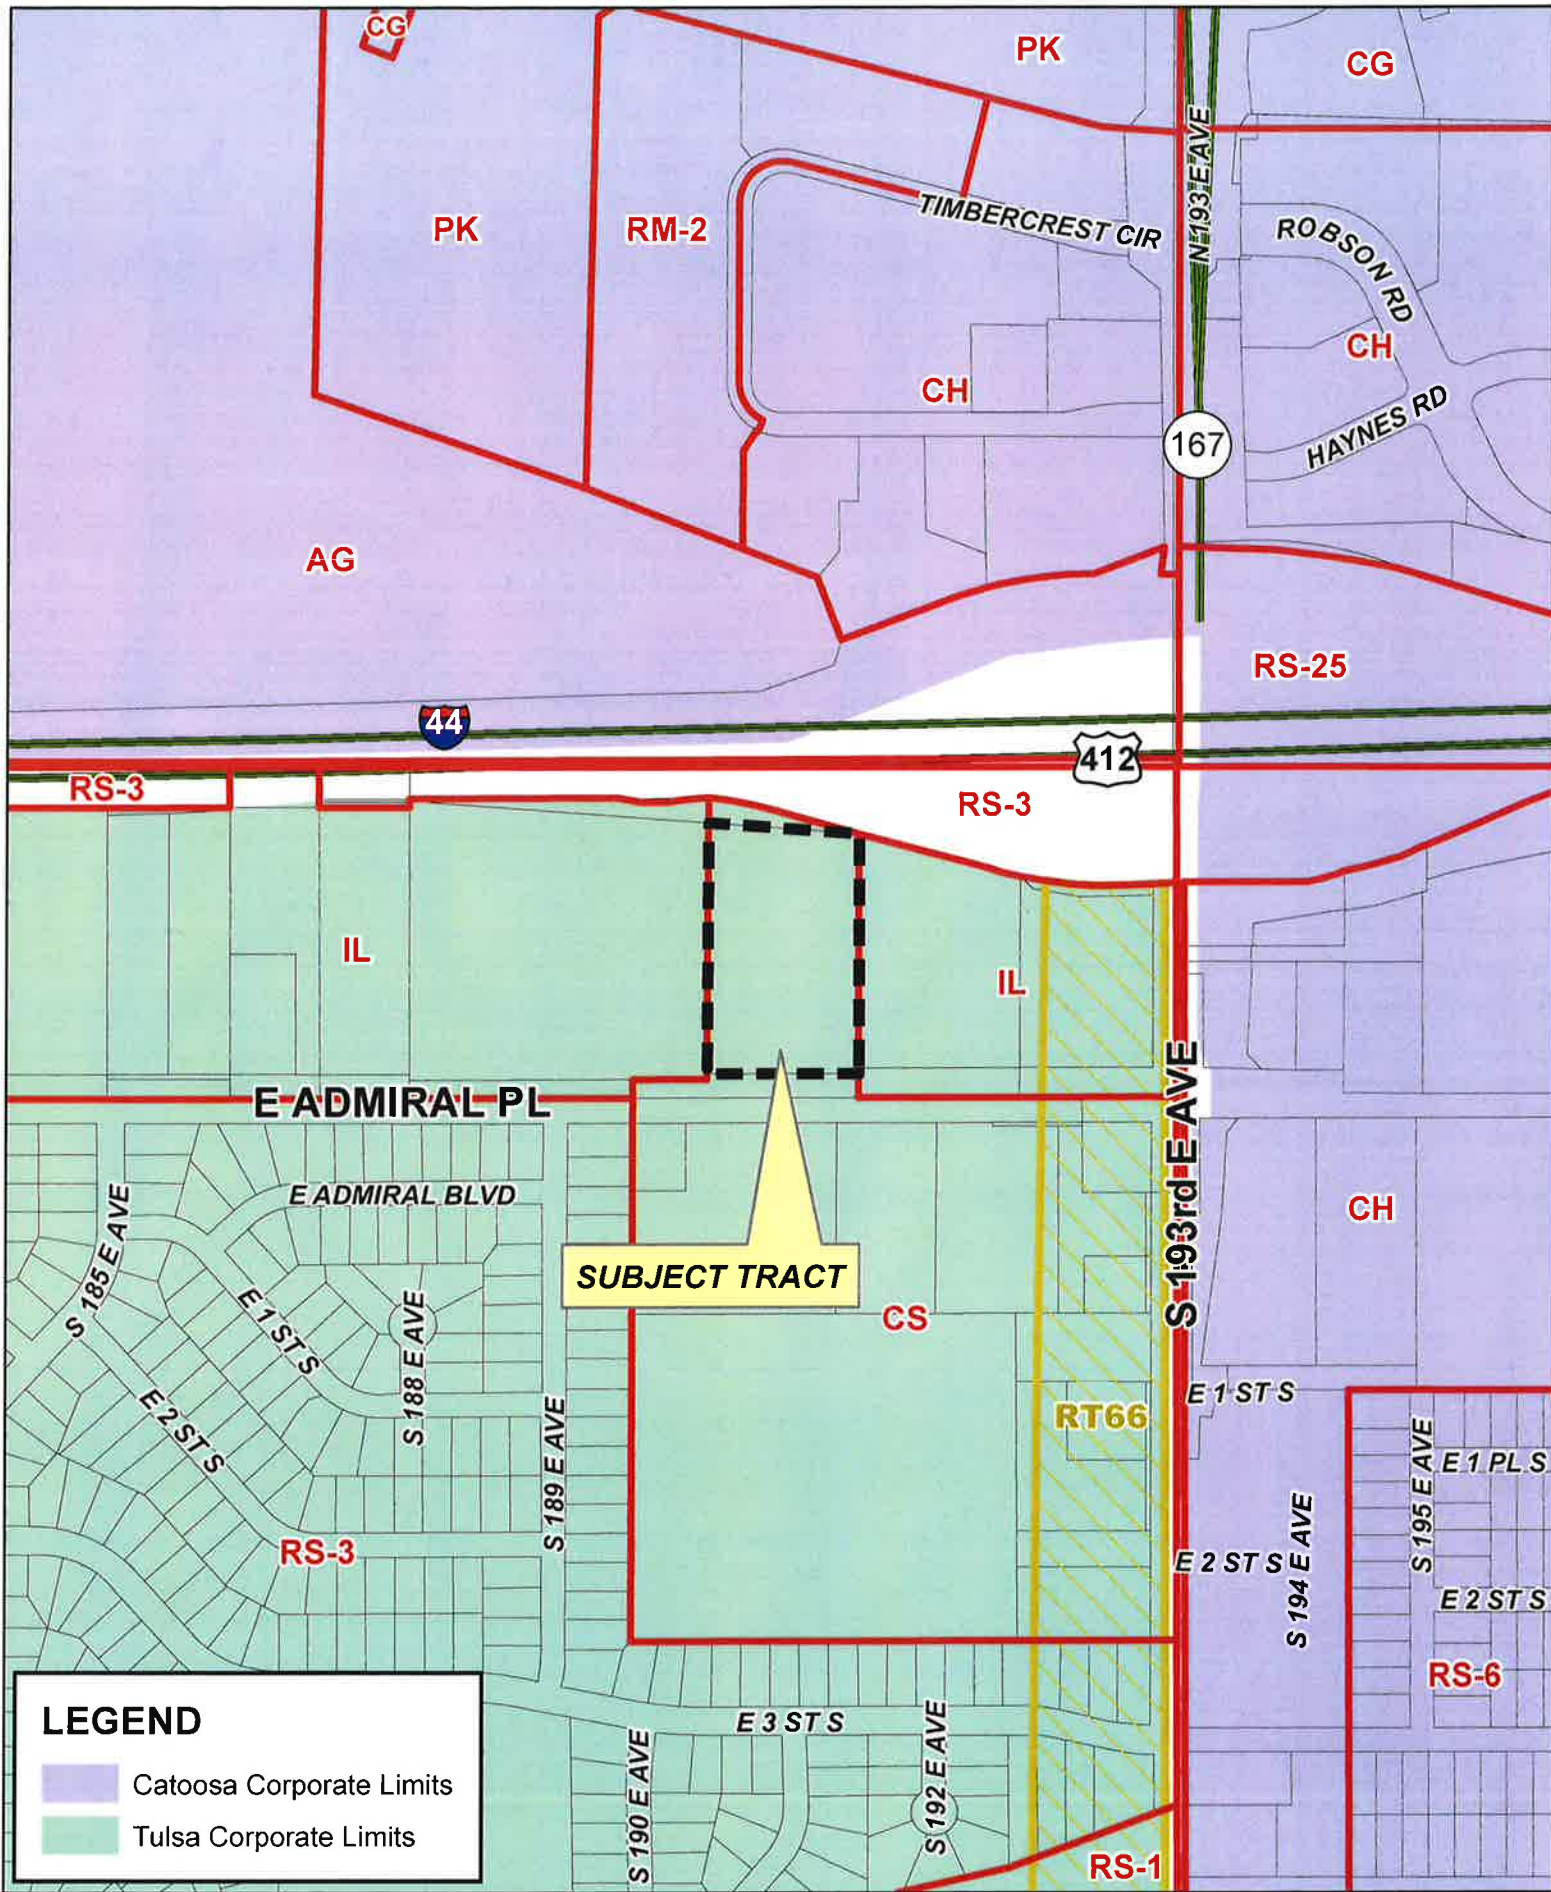 CG
PK
CG
N 193 E AVE
PK
RM-2
TIMBERCREST CIR
ROBSON RD
CH
CH
HAYNES RD
167
AG
RS-25
44
412
RS-3
RS-3
IL
IL
E ADMIRAL PL
S 193rd E AVE
E ADMIRAL BLVD
S 185 E AVE
CH
SUBJECT TRACT
E 1 ST S
S 188 E AVE
CS
E 2 ST S
S 189 E AVE
RT66
E 1 ST S
S 195 E AVE
E 1 PL S
RS-3
E 2 ST S
S 194 E AVE
E 2 ST S
RS-6
E 3 ST S
S 190 E AVE
S 192 E AVE
RS-1
LEGEND
Catoosa Corporate Limits
Tulsa Corporate Limits